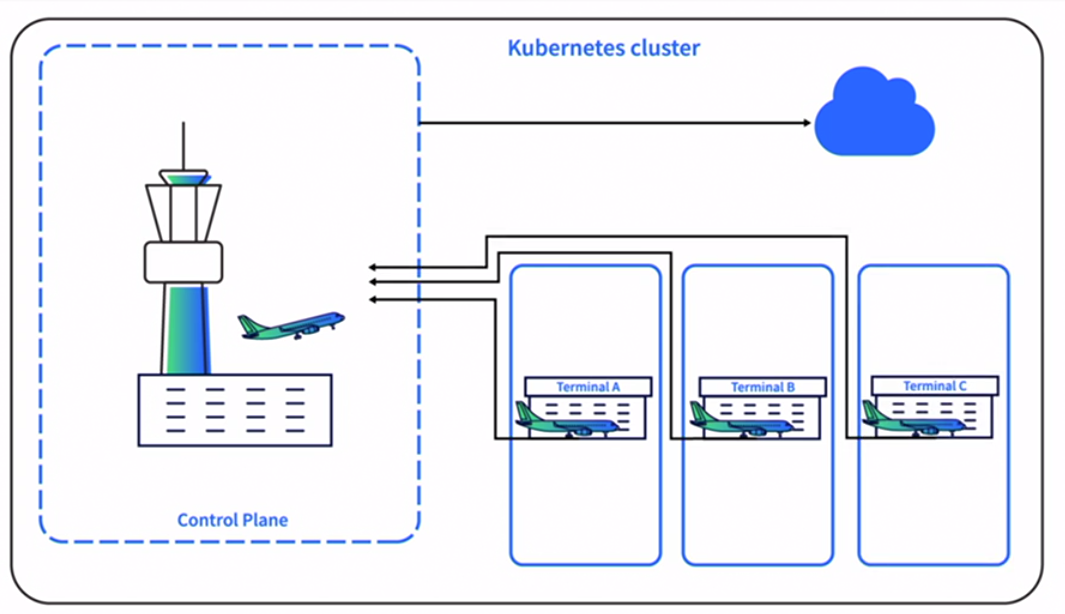 Kubernetes cluster
Terminal A
Terminal B
Terminal C
Control Plane